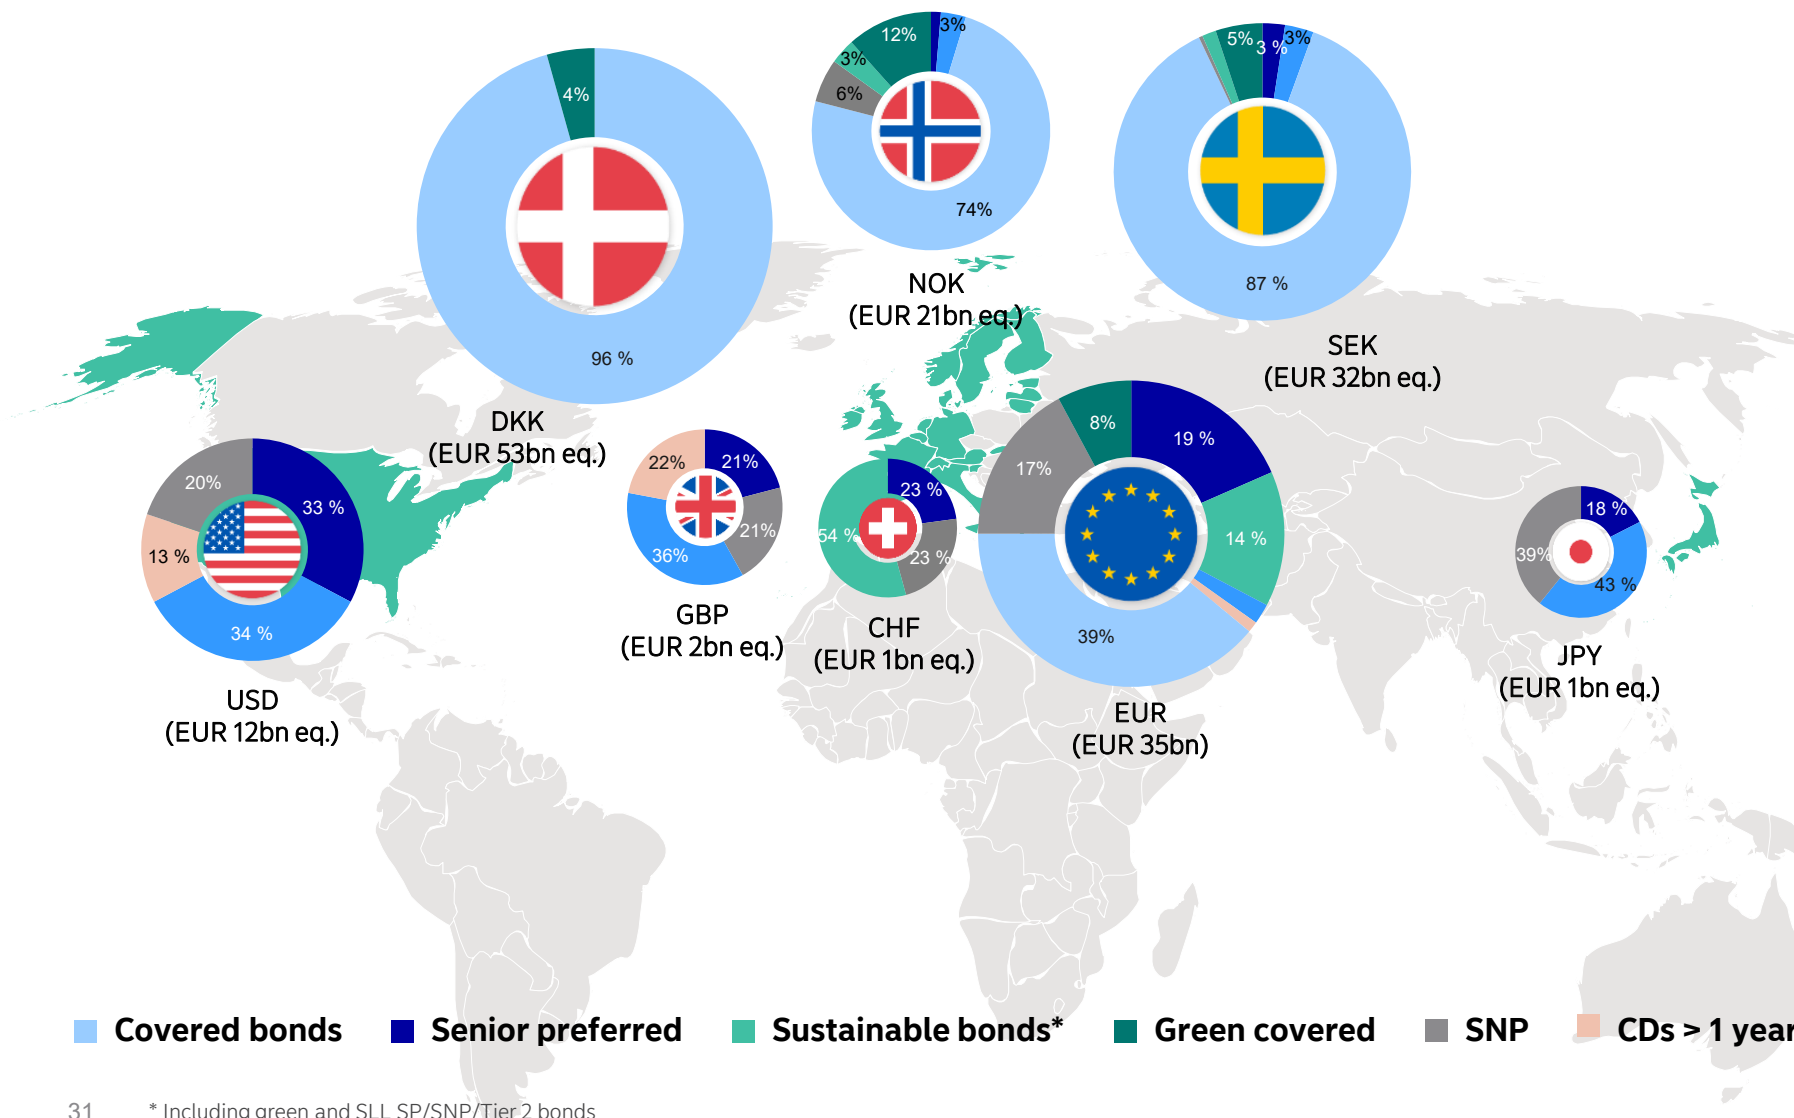 3%
12%
3%
6%
74%
NOK
(EUR 21bn eq.)
5%
3 %
3%
87 %
SEK
(EUR 32bn eq.)
4%
96 %
DKK
(EUR 53bn eq.)
20%
33 %
13 %
34 %
USD
(EUR 12bn eq.)
22%
21%
21%
36%
GBP
(EUR 2bn eq.)
23 %
54 %
23 %
CHF
(EUR 1bn eq.)
8%
19 %
17%
14 %
39%
EUR
(EUR 35bn)
18 %
39%
43 %
JPY
(EUR 1bn eq.)
Covered bonds
Senior preferred
Sustainable bonds*
Green covered
SNP
CDs > 1 year
31
* Including green and SLL SP/SNP/Tier 2 bonds